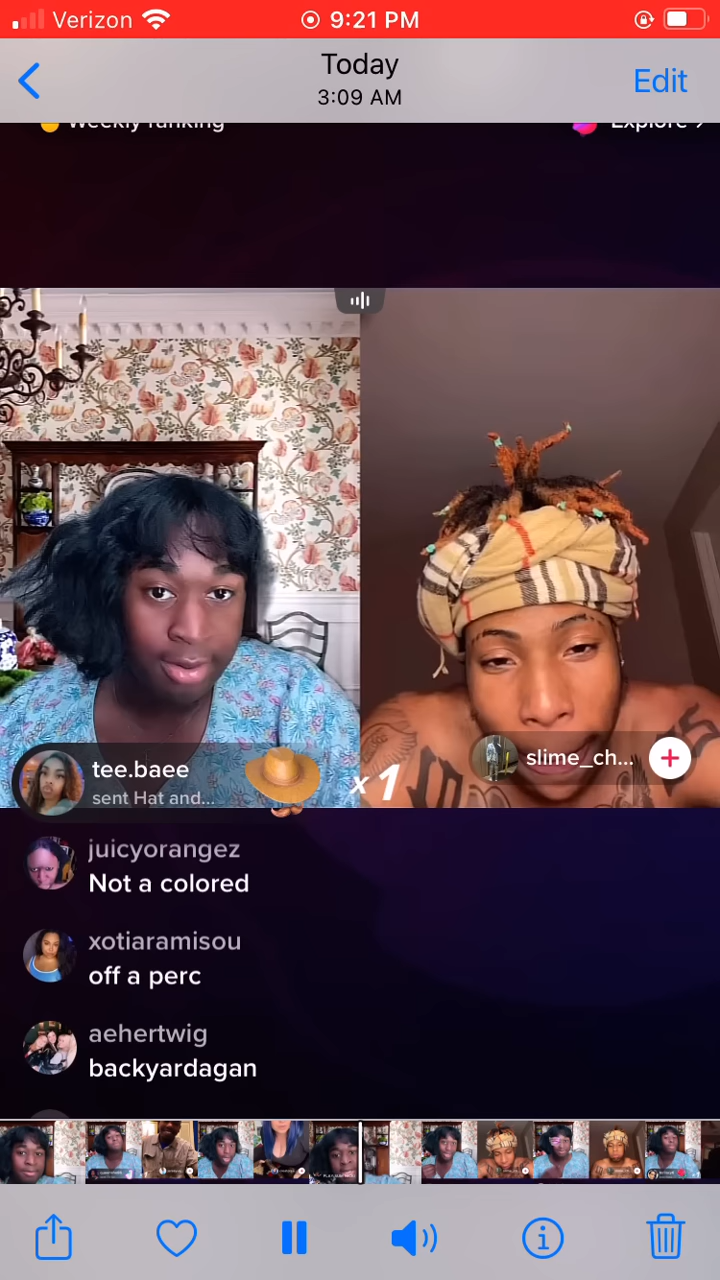 Verizon 9:21 PM
Today
3:09 AM
Edit
Weekly ranking
Explore
tee.baee
sent Hat and...
x1
slime_ch...
juicyorangez
Not a colored
xotiaramisou
off a perc
aehertwig
backyardagan